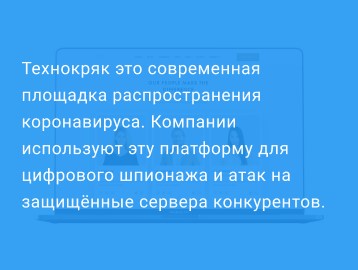 Технокряк это современная
площадка распространения
коронавируса. Компании
используют эту платформу для
цифрового шпионажа и атак на
защищённые сервера конкурентов.